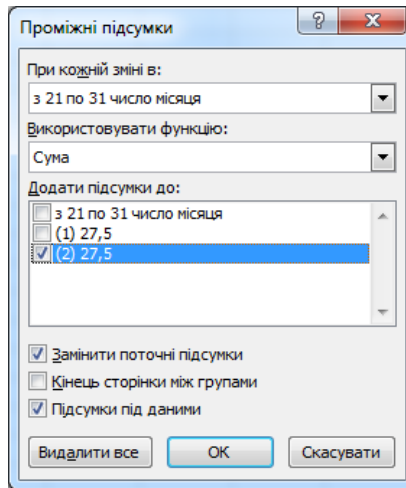 Проміжні підсумки
При кожній зміні в:
з 21 по 31 число місяця
Використовувати функцію:
Сума
Додати підсумки до:
з 21 по 31 число місяця
(1) 27,5
(2) 27,5
Замінити поточні підсумки
Кінець сторінки між групами
Підсумки під даними
Видалити все ОК Скасувати